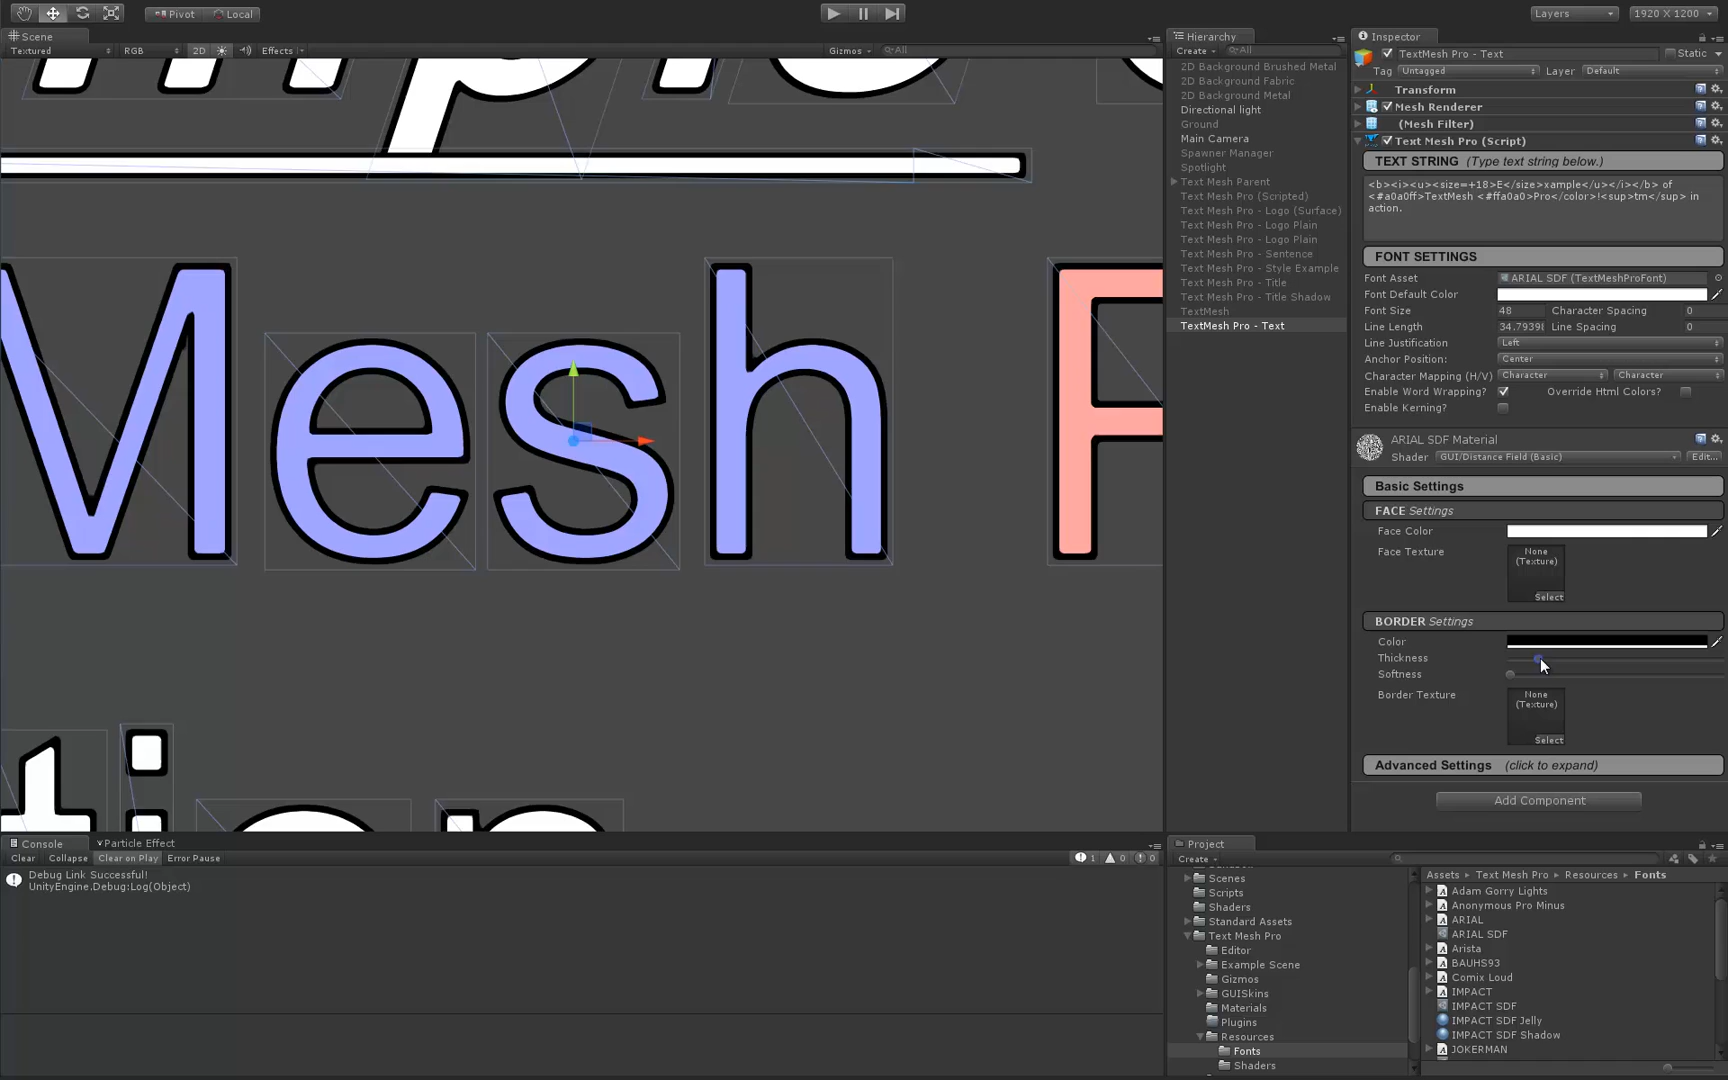 Pivot Local Layers 1920 X 1200
Scene
Textured RGB 2D Effects Gizmos All
mple
Mesh P
ti
on
Hierarchy
Create All
2D Background Brushed Metal
2D Background Fabric
2D Background Metal
Directional light
Ground
Main Camera
Spawner Manager
Spotlight
Text Mesh Parent
Text Mesh Pro (Scripted)
Text Mesh Pro - Logo (Surface)
Text Mesh Pro - Logo Plain
Text Mesh Pro - Logo Plain
Text Mesh Pro - Sentence
Text Mesh Pro - Style Example
Text Mesh Pro - Title
Text Mesh Pro - Title Shadow
TextMesh
TextMesh Pro - Text
Inspector
TextMesh Pro - Text Static
Tag Untagged Layer Default
Transform
Mesh Renderer
(Mesh Filter)
Text Mesh Pro (Script)
TEXT STRING (Type text string below.)
<b><i><u><size=+18>E</size>xample</u></i></b> of
<#a0a0ff>TextMesh <#ffa0a0>Pro</color>!<sup>tm</sup> in
action.
FONT SETTINGS
Font Asset ARIAL SDF (TextMeshProFont)
Font Default Color
Font Size 48 Character Spacing 0
Line Length 34.79398 Line Spacing 0
Line Justification Left
Anchor Position: Center
Character Mapping (H/V) Character Character
Enable Word Wrapping? Override Html Colors?
Enable Kerning?
ARIAL SDF Material
Shader GUI/Distance Field (Basic) Edit...
Basic Settings
FACE Settings
Face Color
Face Texture None
(Texture)
Select
BORDER Settings
Color
Thickness
Softness
Border Texture None
(Texture)
Select
Advanced Settings (click to expand)
Add Component
Console Particle Effect
Clear Collapse Clear on Play Error Pause 1 0 0
Debug Link Successful!
UnityEngine.Debug:Log(Object)
Project
Create
Scenes
Scripts
Shaders
Standard Assets
Text Mesh Pro
Editor
Example Scene
Gizmos
GUISkins
Materials
Plugins
Resources
Fonts
Shaders
Assets Text Mesh Pro Resources Fonts
Adam Gorry Lights
Anonymous Pro Minus
ARIAL
ARIAL SDF
Arista
BAUHS93
Comix Loud
IMPACT
IMPACT SDF
IMPACT SDF Jelly
IMPACT SDF Shadow
JOKERMAN